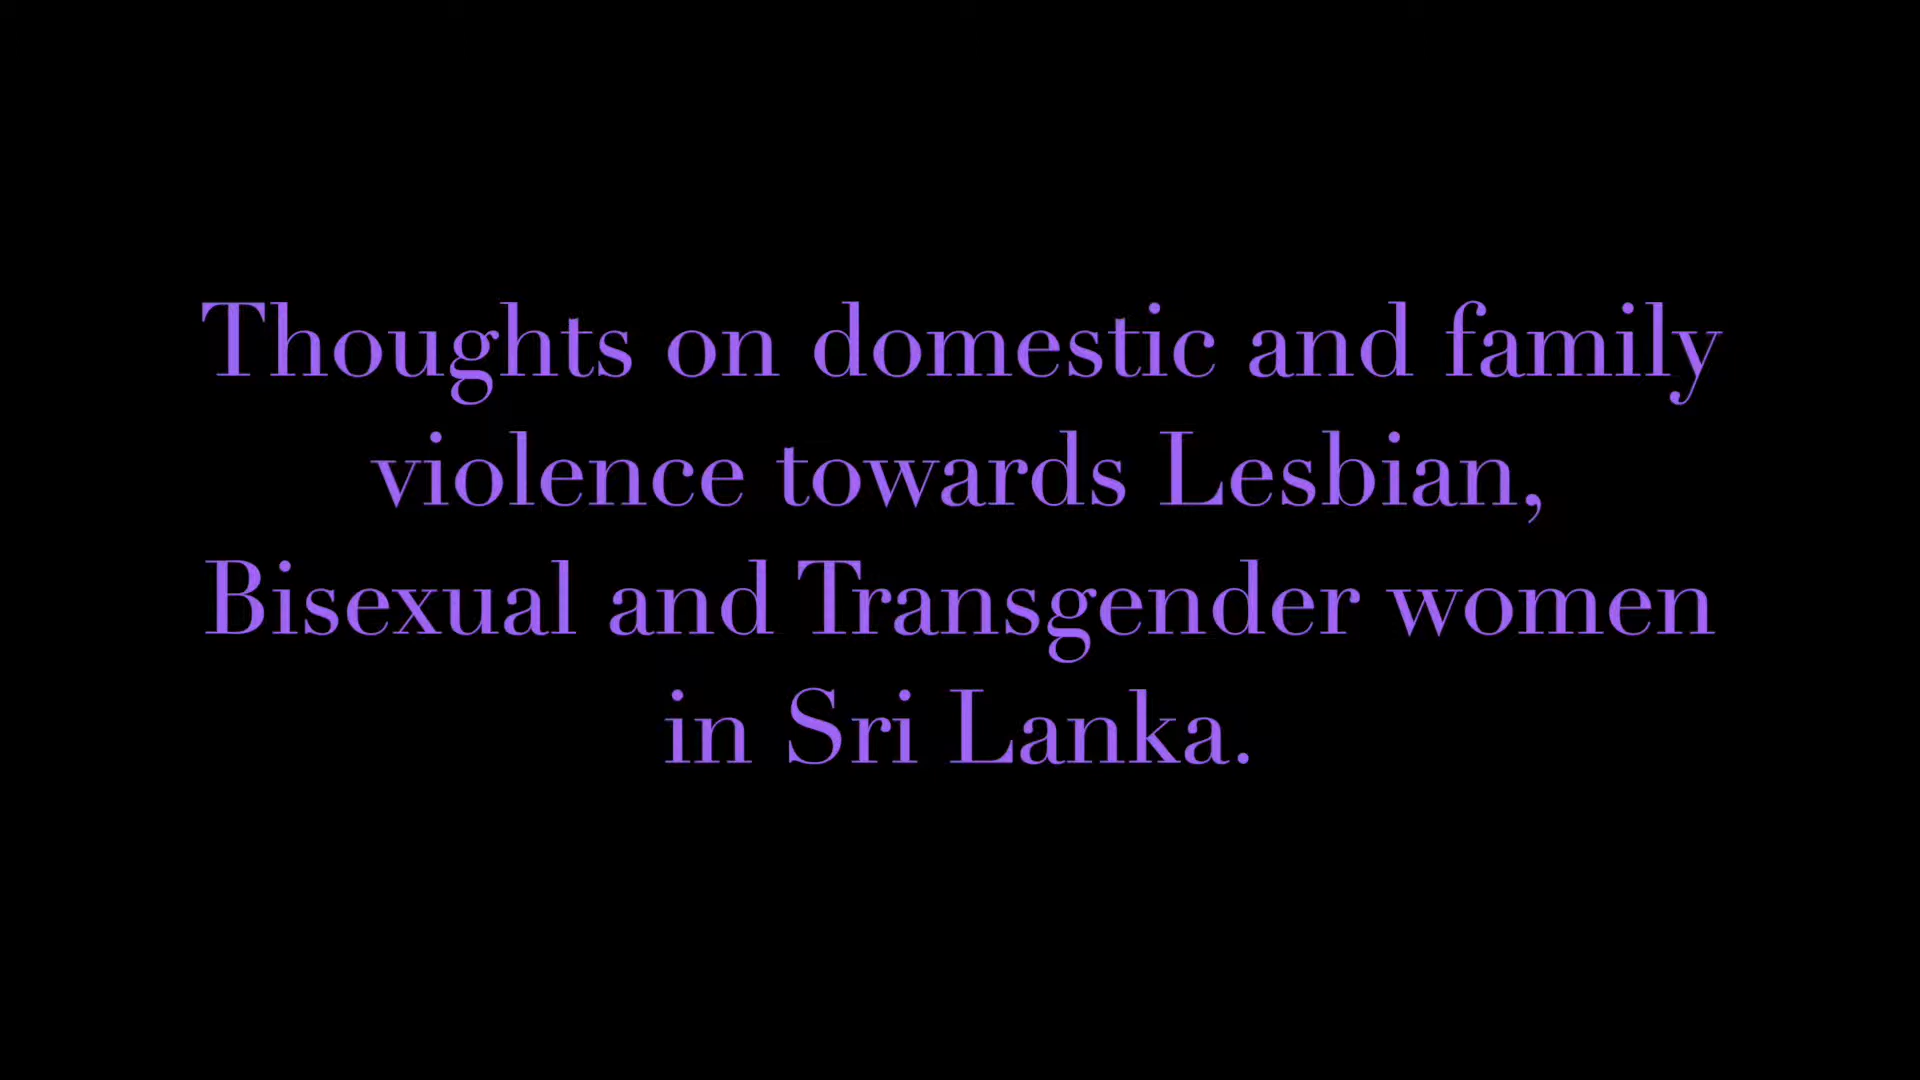 Thoughts on domestic and family
violence towards Lesbian,
Bisexual and Transgender women
in Sri Lanka.